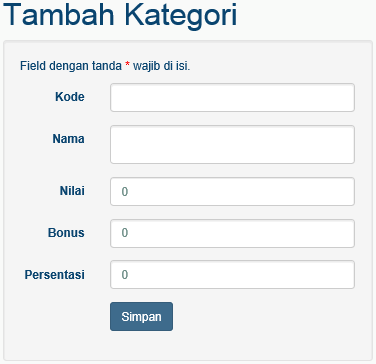 Tambah Kategori
Field dengan tanda * wajib di isi.
Kode
Nama
Nilai 0
Bonus 0
Persentasi 0
Simpan